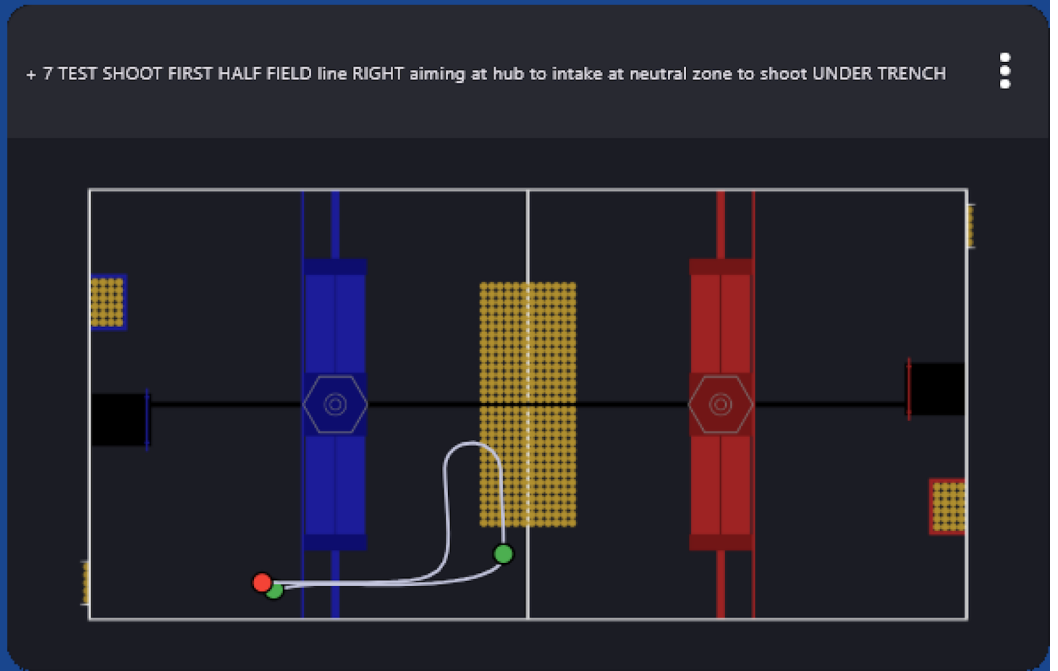 + 7 TEST SHOOT FIRST HALF FIELD line RIGHT aiming at hub to intake at neutral zone to shoot UNDER TRENCH